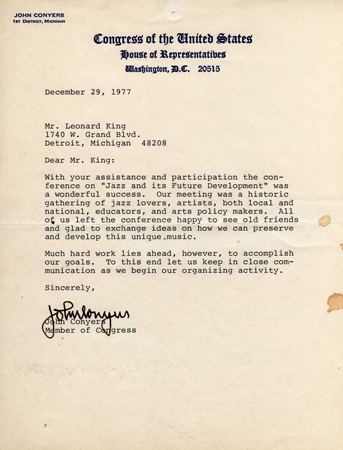 JOHN CONYERS
1ST DISTRICT, MICHIGAN
Congress of the United States
House of Representatives
Washington, D.C. 20515
December 29, 1977
Mr. Leonard King
1740 W. Grand Blvd.
Detroit, Michigan 48208
Dear Mr. King:
With your assistance and participation the con-
ference on "Jazz and its Future Development" was
a wonderful success. Our meeting was a historic
gathering of jazz lovers, artists, both local and
national, educators, and arts policy makers. All
of us left the conference happy to see old friends
and glad to exchange ideas on how we can preserve
and develop this unique music.
Much hard work lies ahead, however, to accomplish
our goals. To this end let us keep in close com-
munication as we begin our organizing activity.
Sincerely,
John Conyers
John Conyers
Member of Congress